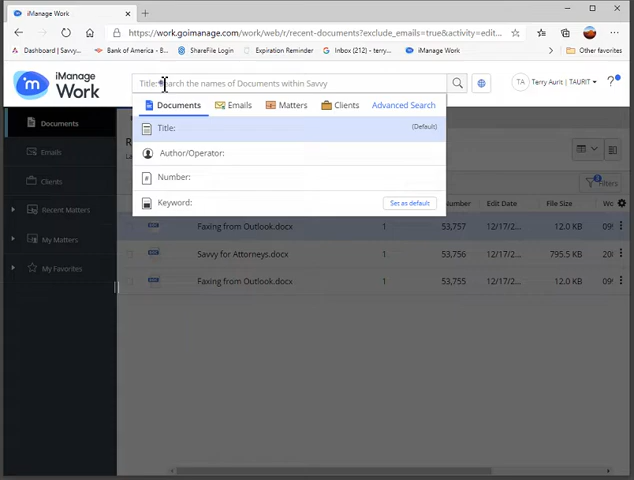 iManage Work
https://work.goimanage.com/work/web/r/recent-documents?exclude_emails=true&activity=edit...
Dashboard | Savvy... Bank of America - B... ShareFile Login Expiration Reminder Inbox (212) - terry... iManage Work Other favorites
iManage
Work
Title: Search the names of Documents within Savvy
TA Terry Aurit / TAURIT
Documents Emails Matters Clients Advanced Search
Title: (Default)
Author/Operator:
Number:
Keyword: Set as default
Documents
Emails
Clients
Recent Matters
My Matters
My Favorites
Filters
Number Edit Date File Size
Faxing from Outlook.docx 1 53,757 12/17/2... 12.0 KB
Savvy for Attorneys.docx 1 53,756 12/17/2... 795.5 KB
Faxing from Outlook.docx 1 53,755 12/17/2... 12.0 KB